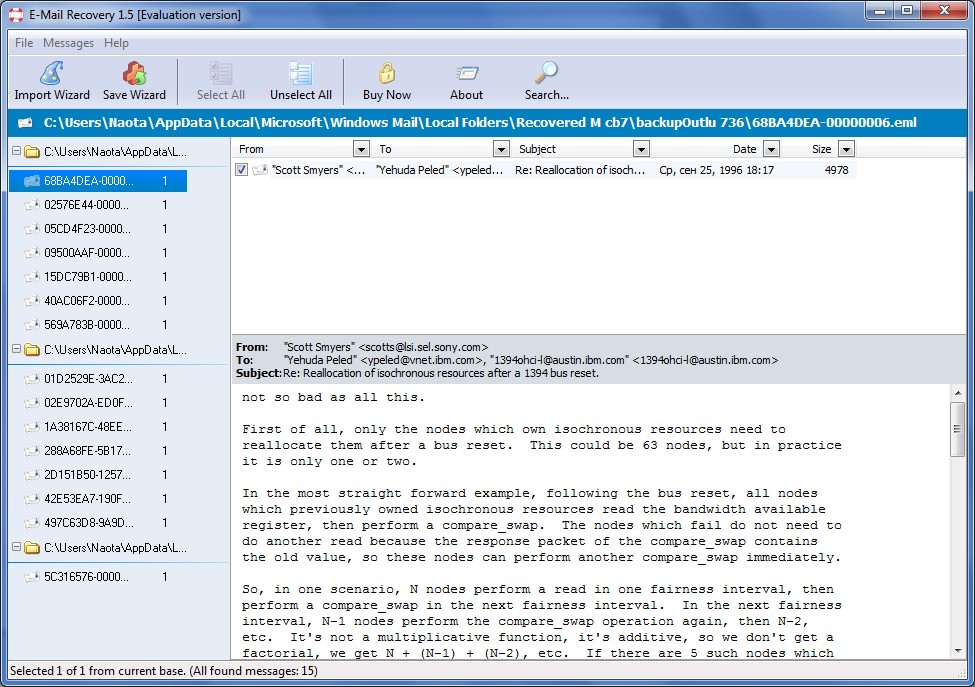 E-Mail Recovery 1.5 [Evaluation version]
File Messages Help
Import Wizard Save Wizard Select All Unselect All Buy Now About Search...
C:\Users\Naota\AppData\Local\Microsoft\Windows Mail\Local Folders\Recovered M cb7\backupOutlu 736\68BA4DEA-00000006.eml
C:\Users\Naota\AppData\L...
68BA4DEA-0000... 1
02576E44-0000... 1
05CD4F23-0000... 1
09500AAF-0000... 1
15DC79B1-0000... 1
40AC06F2-0000... 1
569A783B-0000... 1
C:\Users\Naota\AppData\L...
01D2529E-3AC2... 1
02E9702A-ED0F... 1
1A38167C-48EE... 1
288A68FE-5B17... 1
2D151B50-1257... 1
42E53EA7-190F... 1
497C63D8-9A9D... 1
C:\Users\Naota\AppData\L...
5C316576-0000... 1
From To Subject Date Size
"Scott Smyers" <... "Yehuda Peled" <ypeled... Re: Reallocation of isoch... Ср, сен 25, 1996 18:17 4978
From: "Scott Smyers" <scotts@lsi.sel.sony.com>
To: "Yehuda Peled" <ypeled@vnet.ibm.com>, "1394ohci-l@austin.ibm.com" <1394ohci-l@austin.ibm.com>
Subject:Re: Reallocation of isochronous resources after a 1394 bus reset.
not so bad as all this.
First of all, only the nodes which own isochronous resources need to
reallocate them after a bus reset.  This could be 63 nodes, but in practice
it is only one or two.
In the most straight forward example, following the bus reset, all nodes
which previously owned isochronous resources read the bandwidth available
register, then perform a compare_swap.  The nodes which fail do not need to
do another read because the response packet of the compare_swap contains
the old value, so these nodes can perform another compare_swap immediately.
So, in one scenario, N nodes perform a read in one fairness interval, then
perform a compare_swap in the next fairness interval.  In the next fairness
interval, N-1 nodes perform the compare_swap operation again, then N-2,
etc.  It's not a multiplicative function, it's additive, so we don't get a
factorial, we get N + (N-1) + (N-2), etc.  If there are 5 such nodes which
Selected 1 of 1 from current base. (All found messages: 15)